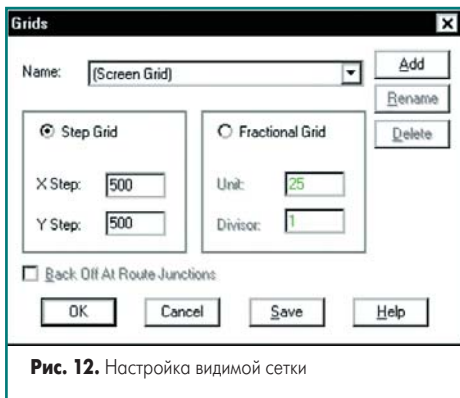 Grids
Name: (Screen Grid) Add
Rename
Step Grid Fractional Grid Delete
X Step: 500 Unit: 25
Y Step: 500 Divisor: 1
Back Off At Route Junctions
OK Cancel Save Help
Рис. 12. Настройка видимой сетки